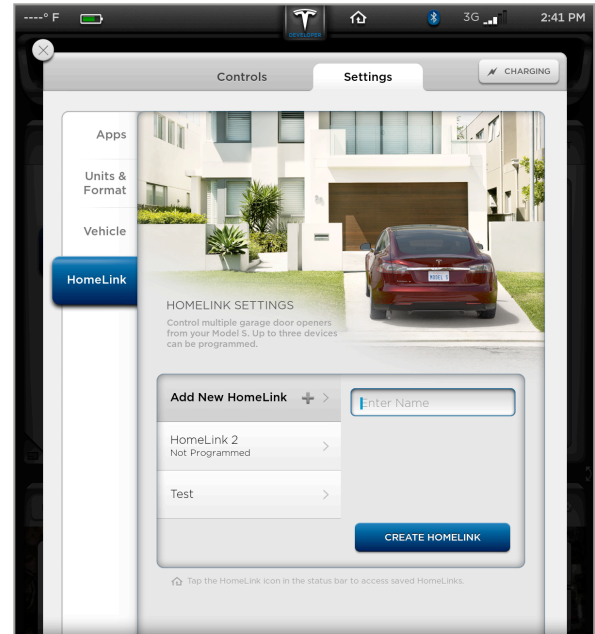 ----° F
DEVELOPER
3G
2:41 PM
Controls
Settings
CHARGING
Apps
Units &
Format
Vehicle
HomeLink
MODEL S
HOMELINK SETTINGS
Control multiple garage door openers
from your Model S. Up to three devices
can be programmed.
Add New HomeLink
Enter Name
HomeLink 2
Not Programmed
Test
CREATE HOMELINK
Tap the HomeLink icon in the status bar to access saved HomeLinks.